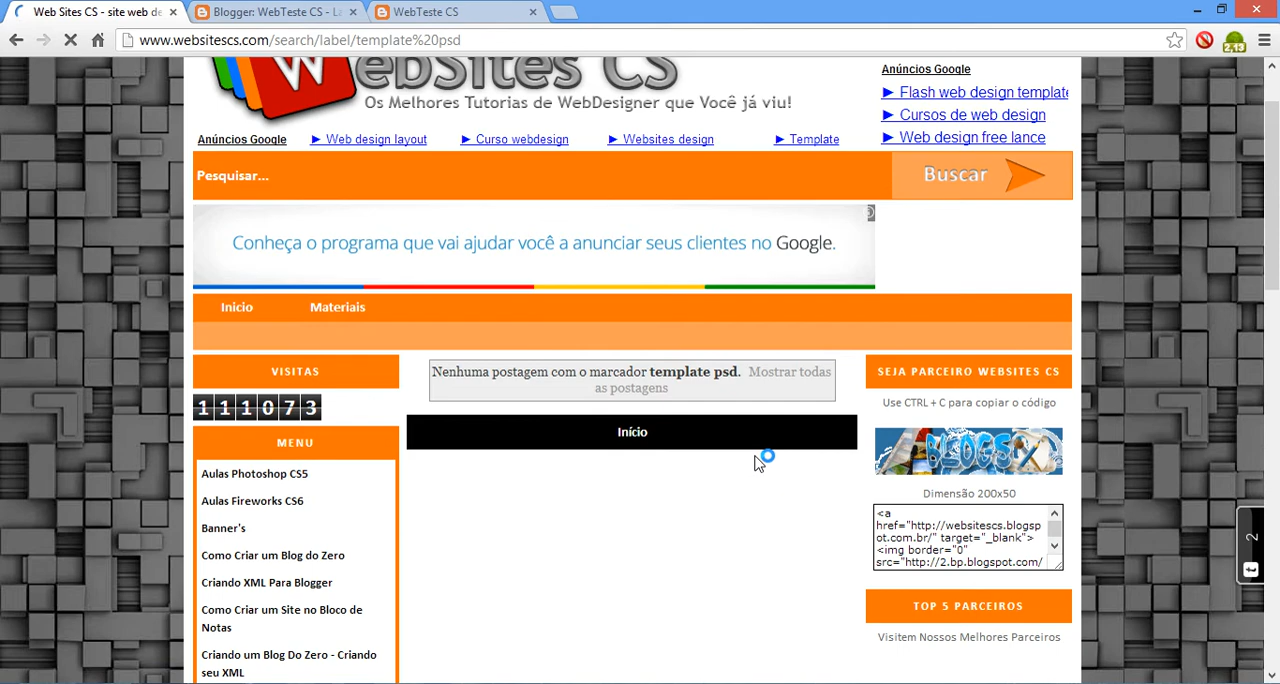 Web Sites CS - site web de
Blogger: WebTeste CS - La
WebTeste CS
www.websitescs.com/search/label/template%20psd
2,13
WebSites CS
Os Melhores Tutorias de WebDesigner que Você já viu!
Anúncios Google
► Flash web design template
► Cursos de web design
► Web design free lance
Anúncios Google
► Web design layout
► Curso webdesign
► Websites design
► Template
Pesquisar...
Buscar
Conheça o programa que vai ajudar você a anunciar seus clientes no Google.
Inicio
Materiais
VISITAS
111073
MENU
Aulas Photoshop CS5
Aulas Fireworks CS6
Banner's
Como Criar um Blog do Zero
Criando XML Para Blogger
Como Criar um Site no Bloco de
Notas
Criando um Blog Do Zero - Criando
seu XML
Nenhuma postagem com o marcador template psd. Mostrar todas
as postagens
Início
SEJA PARCEIRO WEBSITES CS
Use CTRL + C para copiar o código
BLOGS
Dimensão 200x50
<a
href="http://websitescs.blogsp
ot.com.br/" target="_blank">
<img border="0"
src="http://2.bp.blogspot.com/
TOP 5 PARCEIROS
Visitem Nossos Melhores Parceiros
2
t